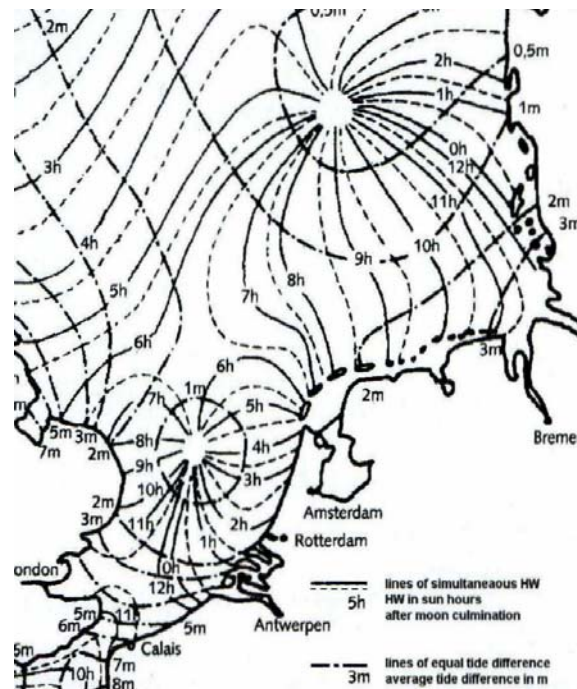 0,5m
2m
2h
0,5m
1h
1m
3h
0h
12h
11h
2m
3m
4h
9h
10h
5h
8h
7h
6h
6h
3m
1m
2m
7h
5h
5m
3m
7m
2m
8h
4h
Breme
9h
3h
2m
10h
3m
2h
Amsterdam
11h
1h
Rotterdam
0h
ondon
12h
lines of simultaneous HW
HW in sun hours
after moon culmination
5h
5m
11h
6m
5m
Antwerpen
Calais
7m
10h
8m
lines of equal tide difference
average tide difference in m
3m